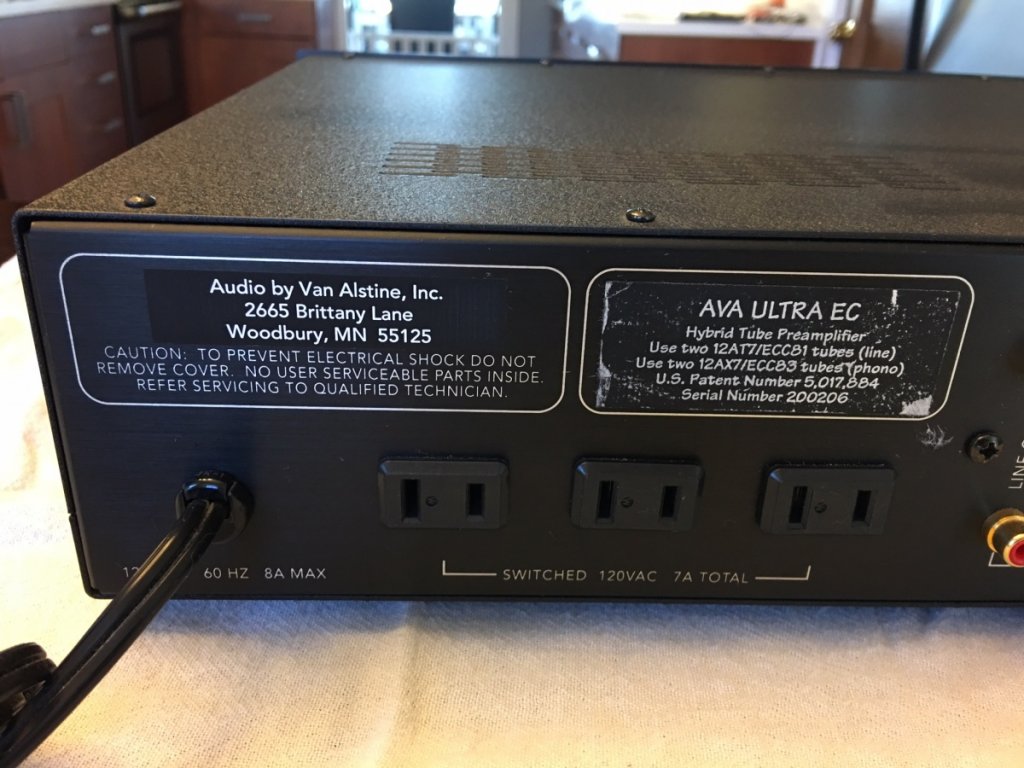 Audio by Van Alstine, Inc.
2665 Brittany Lane
Woodbury, MN 55125
CAUTION: TO PREVENT ELECTRICAL SHOCK DO NOT
REMOVE COVER. NO USER SERVICEABLE PARTS INSIDE.
REFER SERVICING TO QUALIFIED TECHNICIAN.
AVA ULTRA EC
Hybrid Tube Preamplifier
Use two 12AT7/ECC81 tubes (line)
Use two 12AX7/ECC83 tubes (phono)
U.S. Patent Number 5,017,884
Serial Number 200206
LINE
60 HZ 8A MAX
SWITCHED 120VAC 7A TOTAL